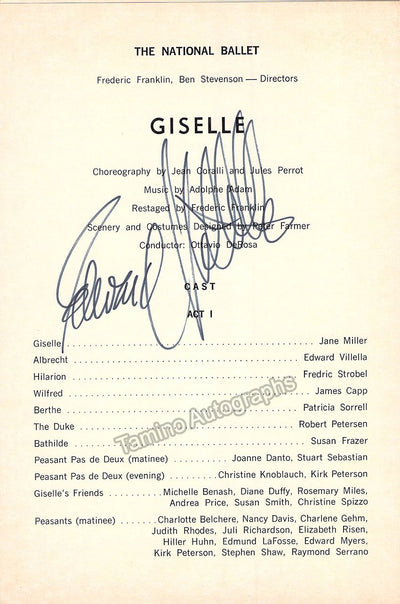 THE NATIONAL BALLET
Frederic Franklin, Ben Stevenson — Directors
GISELLE
Choreography by Jean Coralli and Jules Perrot
Music by Adolphe Adam
Restaged by Frederic Franklin
Scenery and Costumes Designed by Peter Farmer
Conductor: Ottavio DeRosa
Edward Villella
CAST
ACT I
Giselle . . . . . . . . . . . . . . . . . . . . Jane Miller
Albrecht . . . . . . . . . . . . . . . . . . . . Edward Villella
Hilarion . . . . . . . . . . . . . . . . . . . . Fredric Strobel
Wilfred . . . . . . . . . . . . . . . . . . . . James Capp
Berthe . . . . . . . . . . . . . . . . . . . . Patricia Sorrell
The Duke . . . . . . . . . . . . . . . . . . . . Robert Petersen
Bathilde . . . . . . . . . . . . . . . . . . . . Susan Frazer
Tamino Autographs
Peasant Pas de Deux (matinee) . . . . . . . . . . Joanne Danto, Stuart Sebastian
Peasant Pas de Deux (evening) . . . . . . . . Christine Knoblauch, Kirk Peterson
Giselle's Friends . . . . . . . . . . Michelle Benash, Diane Duffy, Rosemary Miles,
Andrea Price, Susan Smith, Christine Spizzo
Peasants (matinee) . . . . . . . Charlotte Belchere, Nancy Davis, Charlene Gehm,
Judith Rhodes, Juli Richardson, Elizabeth Risen,
Hiller Huhn, Edmund LaFosse, Edward Myers,
Kirk Peterson, Stephen Shaw, Raymond Serrano